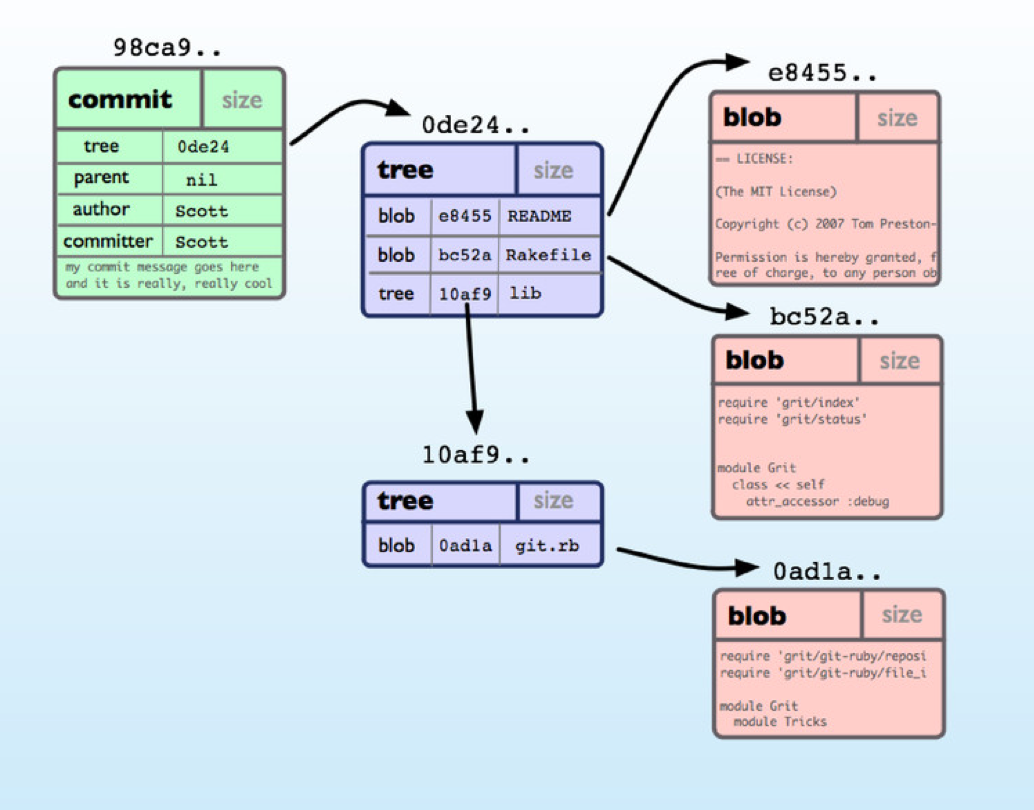 98ca9..
commit size
tree 0de24
parent nil
author Scott
committer Scott
my commit message goes here
and it is really, really cool
0de24..
tree size
blob e8455 README
blob bc52a Rakefile
tree 10af9 lib
10af9..
tree size
blob 0ad1a git.rb
e8455..
blob size
== LICENSE:
(The MIT License)
Copyright (c) 2007 Tom Preston-
Permission is hereby granted, f
ree of charge, to any person ob
bc52a..
blob size
require 'grit/index'
require 'grit/status'
module Grit
class << self
attr_accessor :debug
0ad1a..
blob size
require 'grit/git-ruby/reposi
require 'grit/git-ruby/file_i
module Grit
module Tricks